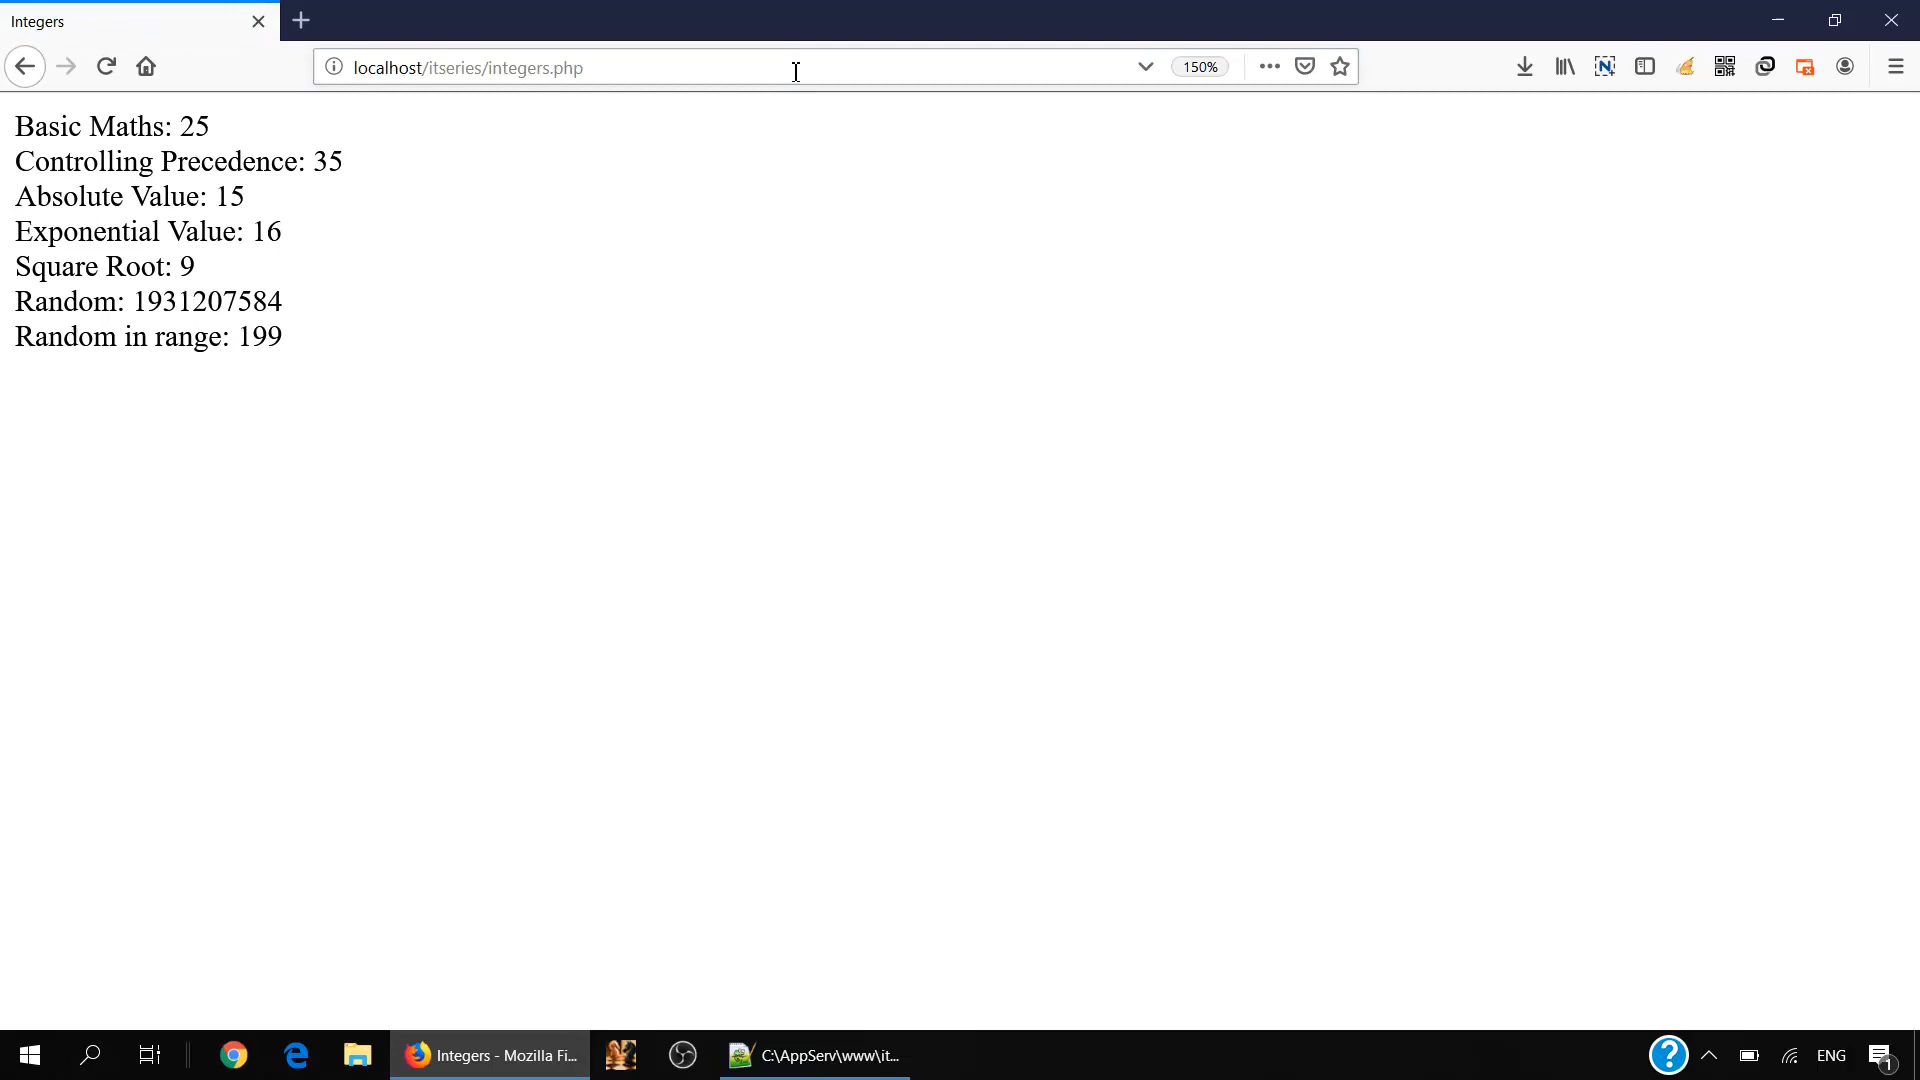 Integers
localhost/itseries/integers.php
150%
Basic Maths: 25
Controlling Precedence: 35
Absolute Value: 15
Exponential Value: 16
Square Root: 9
Random: 1931207584
Random in range: 199
Integers - Mozilla Fi...
C:\AppServ\www\it...
ENG
1